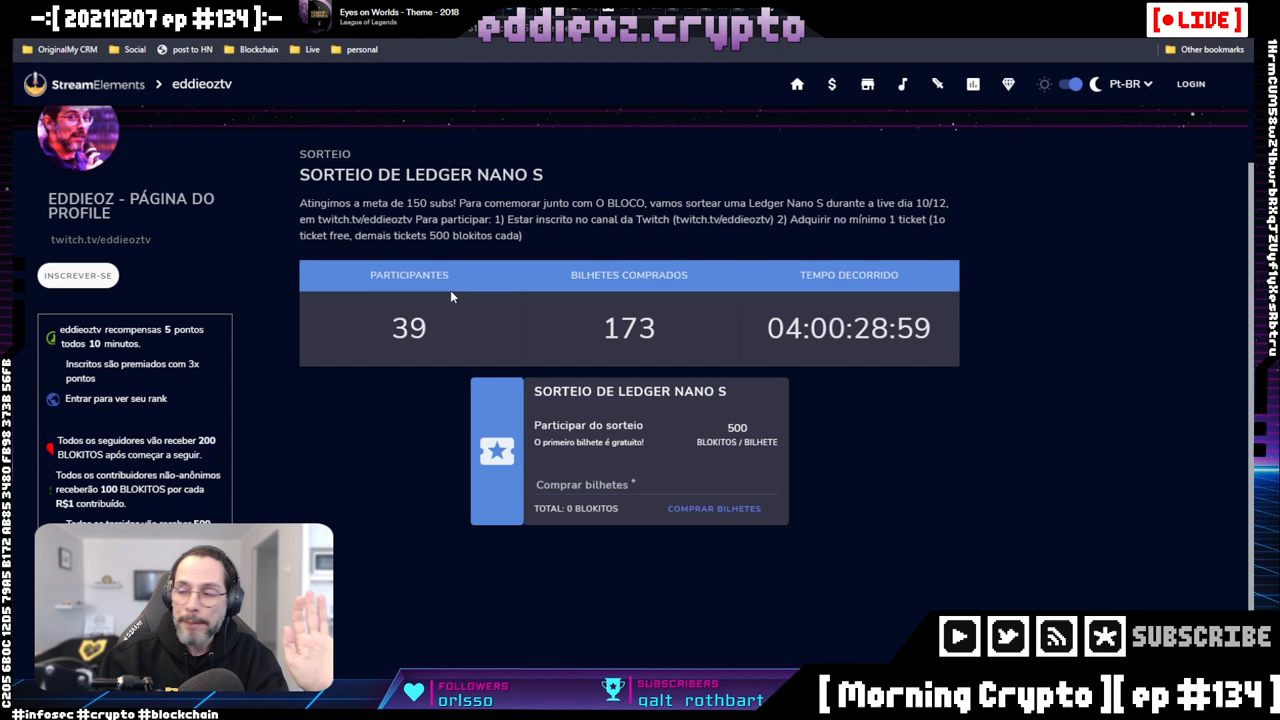 -:[ 20211207 ep #134 ]:-
Eyes on Worlds - Theme - 2018
League of Legends
eddieoz.crypto
[● LIVE ]
OriginalMy CRM
Social
post to HN
Blockchain
Live
personal
Other bookmarks
StreamElements > eddieoztv
Pt-BR
LOGIN
SORTEIO
SORTEIO DE LEDGER NANO S
Atingimos a meta de 150 subs! Para comemorar junto com O BLOCO, vamos sortear uma Ledger Nano S durante a live dia 10/12,
em twitch.tv/eddieoztv Para participar: 1) Estar inscrito no canal da Twitch (twitch.tv/eddieoztv) 2) Adquirir no mínimo 1 ticket (1o
ticket free, demais tickets 500 blokitos cada)
EDDIEOZ - PÁGINA DO
PROFILE
twitch.tv/eddieoztv
INSCREVER-SE
PARTICIPANTES
BILHETES COMPRADOS
TEMPO DECORRIDO
39
173
04:00:28:59
eddieoztv recompensas 5 pontos
todos 10 minutos.
Inscritos são premiados com 3x
pontos
Entrar para ver seu rank
Todos os seguidores vão receber 200
BLOKITOS após começar a seguir.
Todos os contribuidores não-anônimos
receberão 100 BLOKITOS por cada
R$1 contribuído.
SORTEIO DE LEDGER NANO S
Participar do sorteio
O primeiro bilhete é gratuito!
500
BLOKITOS / BILHETE
Comprar bilhetes *
TOTAL: 0 BLOKITOS
COMPRAR BILHETES
SUBSCRIBE
FOLLOWERS
orlsso
SUBSCRIBERS
galt_rothbart
[ Morning Crypto ][ ep #134 ]
#infosec #crypto #blockchain